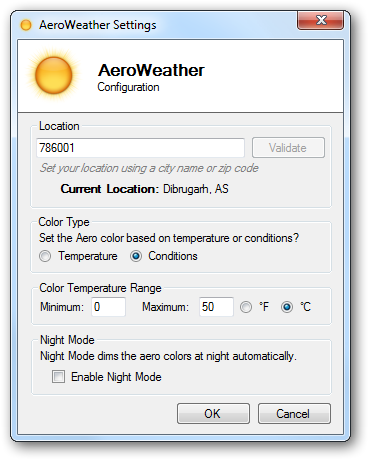 AeroWeather Settings
AeroWeather
Configuration
Location
786001 Validate
Set your location using a city name or zip code
Current Location: Dibrugarh, AS
Color Type
Set the Aero color based on temperature or conditions?
Temperature Conditions
Color Temperature Range
Minimum: 0 Maximum: 50 °F °C
Night Mode
Night Mode dims the aero colors at night automatically.
Enable Night Mode
OK Cancel